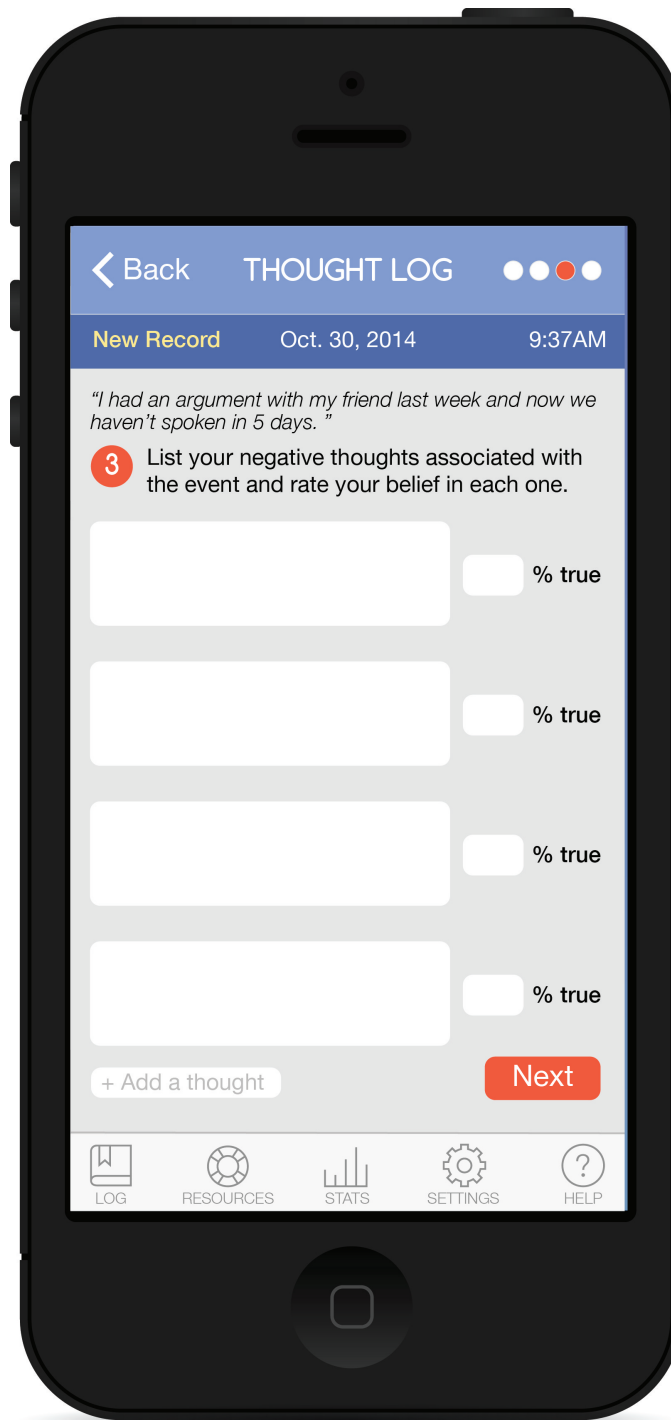 Back THOUGHT LOG
New Record Oct. 30, 2014 9:37AM
“I had an argument with my friend last week and now we
haven’t spoken in 5 days. ”
3 List your negative thoughts associated with
the event and rate your belief in each one.
% true
% true
% true
% true
+ Add a thought Next
LOG RESOURCES STATS SETTINGS ? HELP